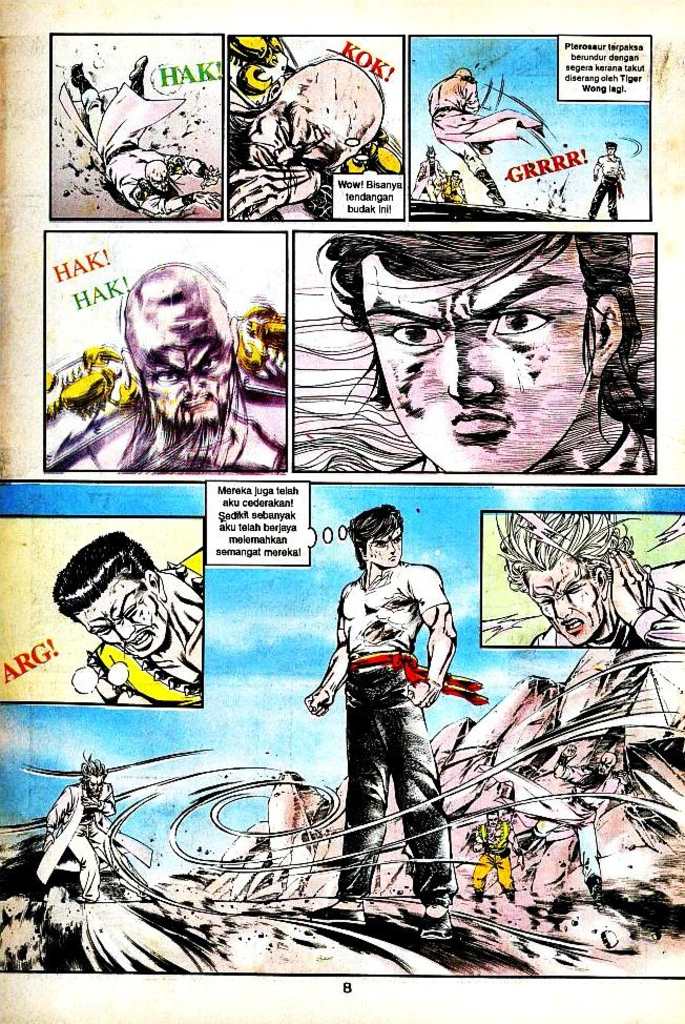 HAK!
KOK!
Wow! Bisanya
tendangan
budak ini!
Pterosaur terpaksa
berundur dengan
segera kerana takut
diserang oleh Tiger
Wong lagi.
GRRRR!
HAK!
HAK!
Mereka juga telah
aku cederakan!
Sedikit sebanyak
aku telah berjaya
melemahkan
semangat mereka!
ARG!
8